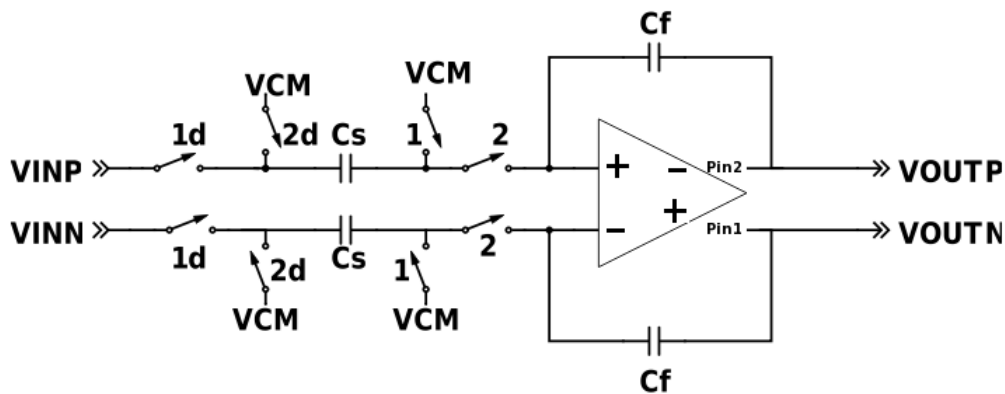 Cf
VCM
VCM
1d
2d
Cs
1
2
VINP
+
−
Pin2
VOUTP
VINN
−
+
Pin1
VOUTN
1d
2d
Cs
1
2
VCM
VCM
Cf